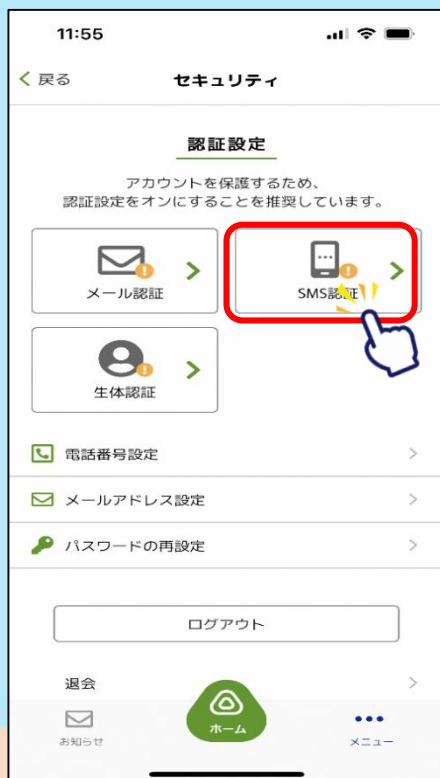 11:55
戻る
セキュリティ
認証設定
アカウントを保護するため、
認証設定をオンにすることを推奨しています。
メール認証
SMS認証
生体認証
電話番号設定
メールアドレス設定
パスワードの再設定
ログアウト
退会
お知らせ
ホーム
メニュー